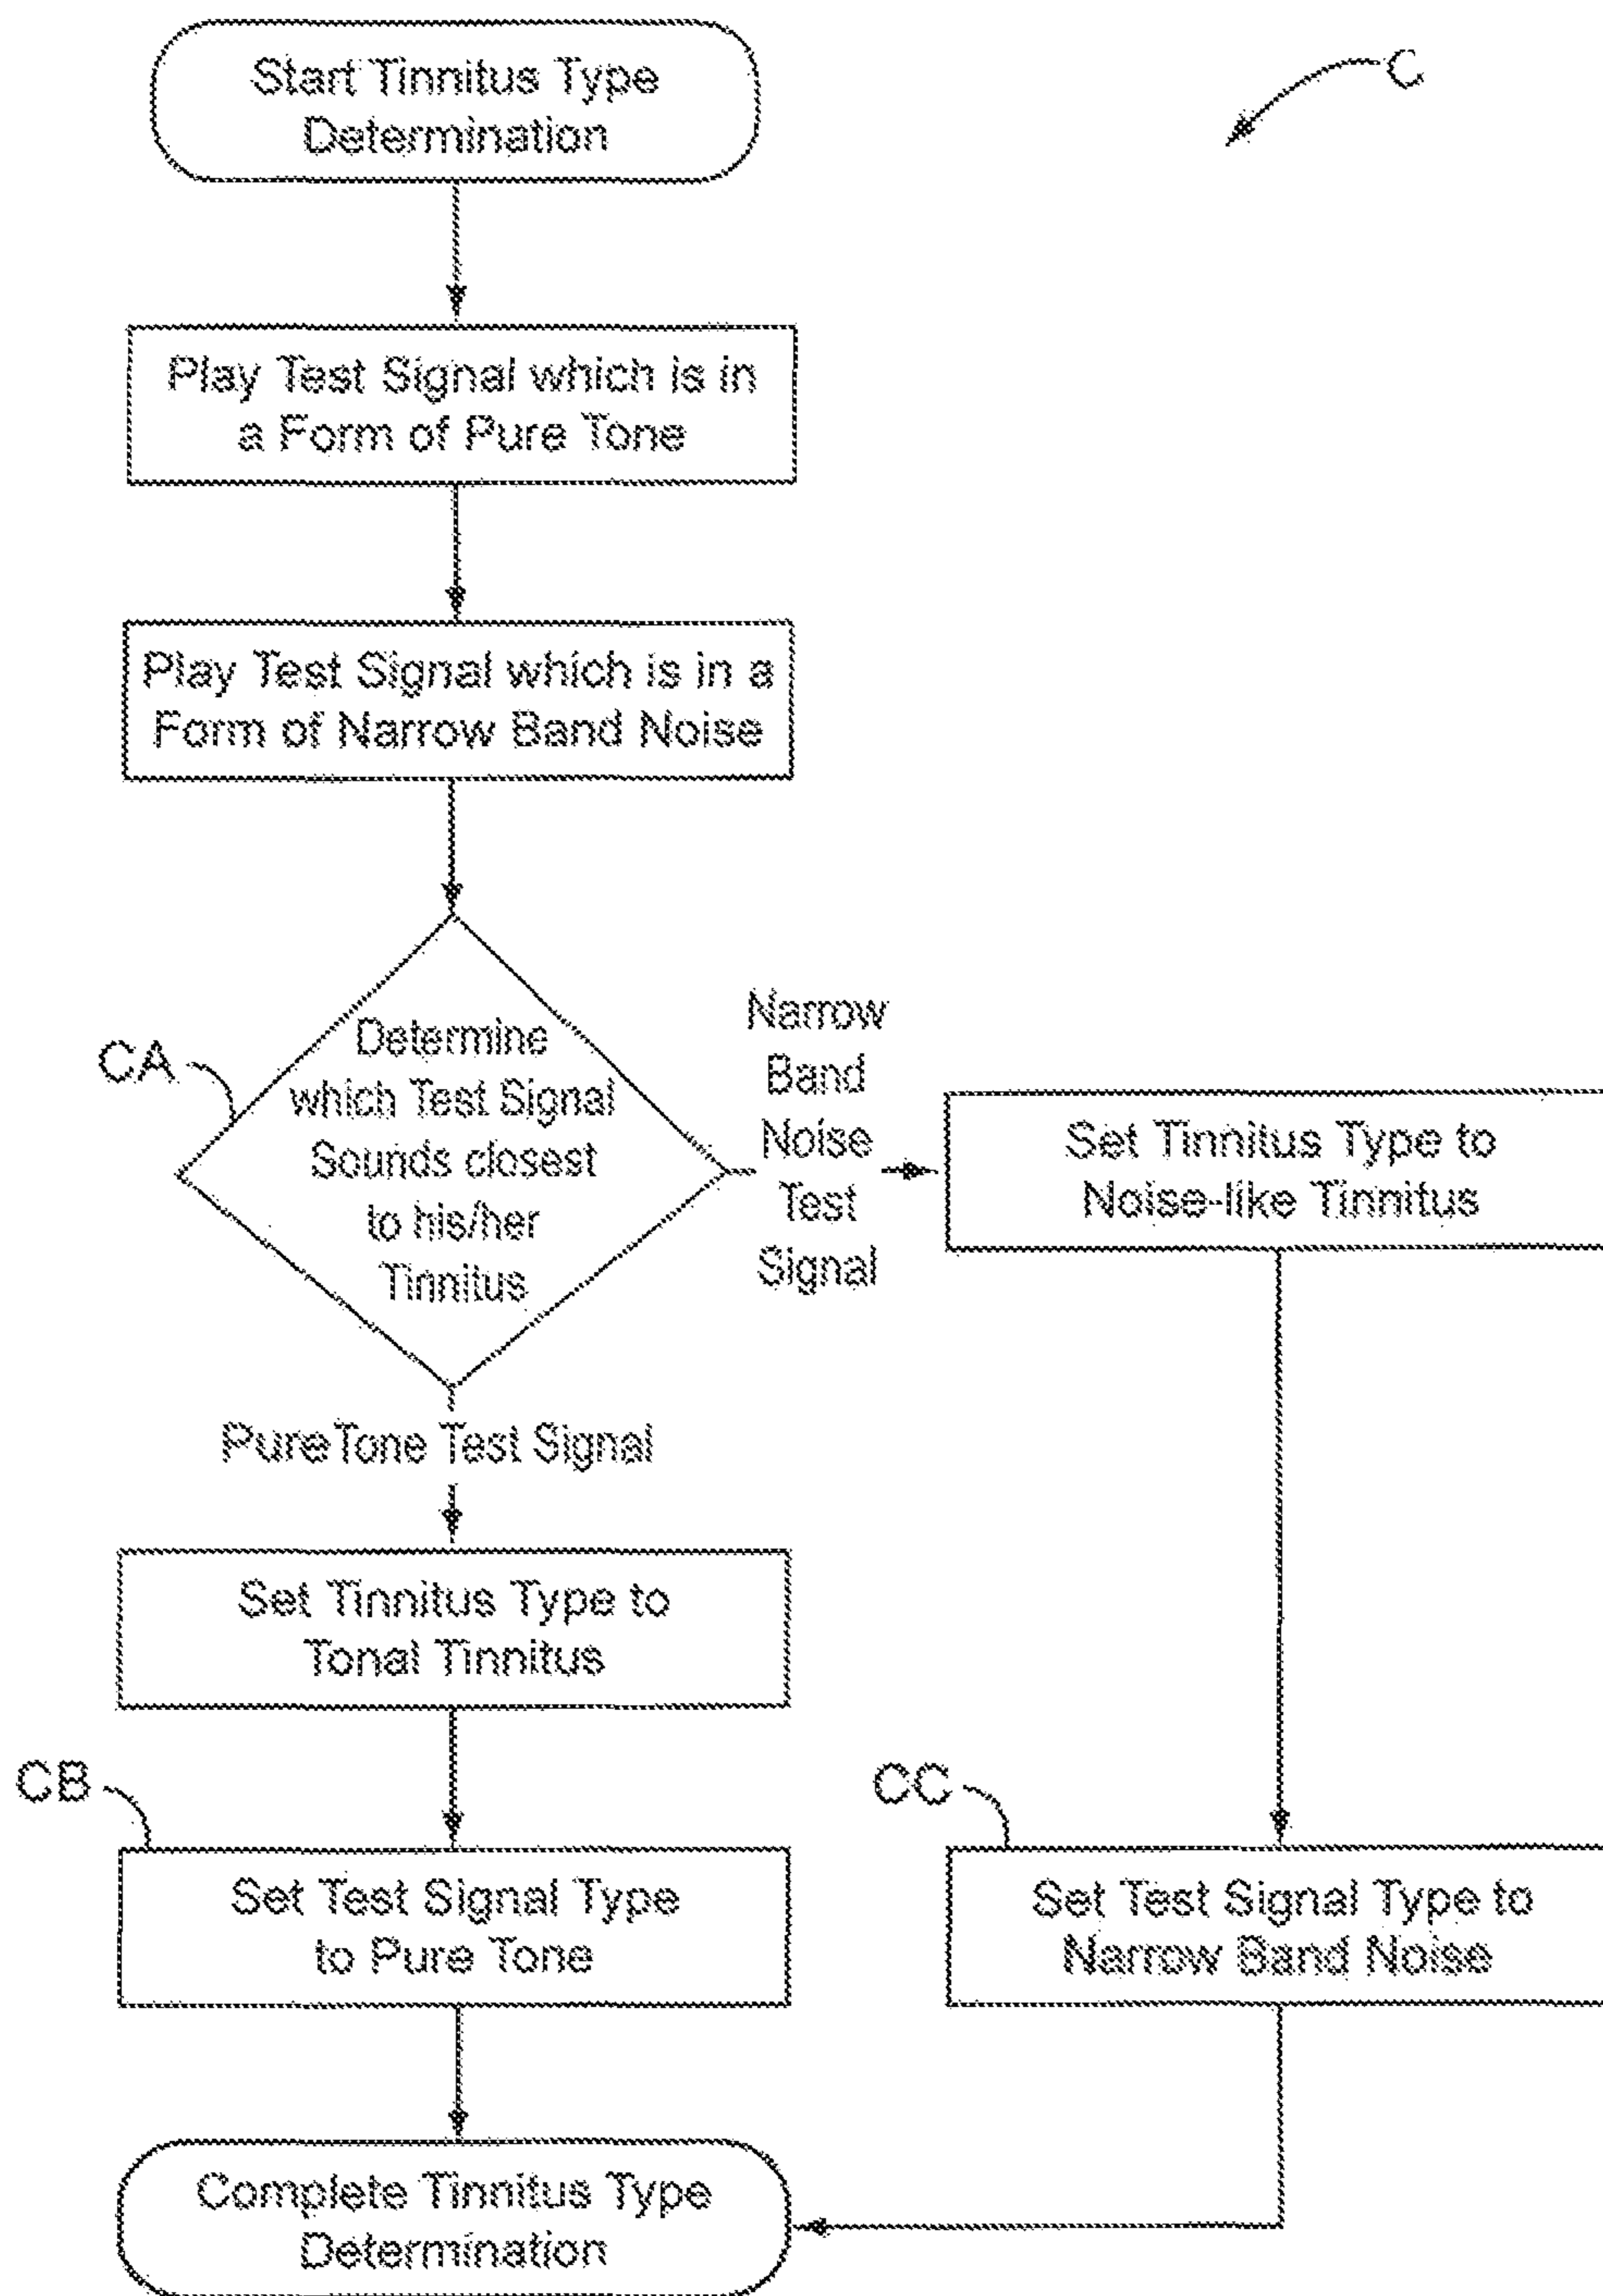 Start Tinnitus Type
Determination
C
Play Test Signal which is in
a Form of Pure Tone
Play Test Signal which is in a
Form of Narrow Band Noise
CA
Determine
which Test Signal
Sounds closest
to his/her
Tinnitus
Narrow
Band
Noise
Test
Signal
Set Tinnitus Type to
Noise-like Tinnitus
PureTone Test Signal
Set Tinnitus Type to
Tonal Tinnitus
CB
Set Test Signal Type
to Pure Tone
CC
Set Test Signal Type to
Narrow Band Noise
Complete Tinnitus Type
Determination